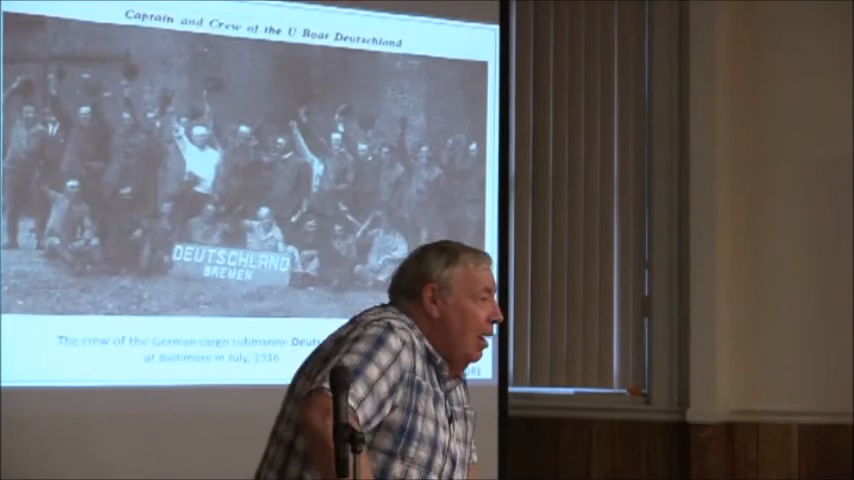 Captain and Crew of the U Boat Deutschland
DEUTSCHLAND
BREMEN
The crew of the German cargo submarine
at Baltimore in July, 1916